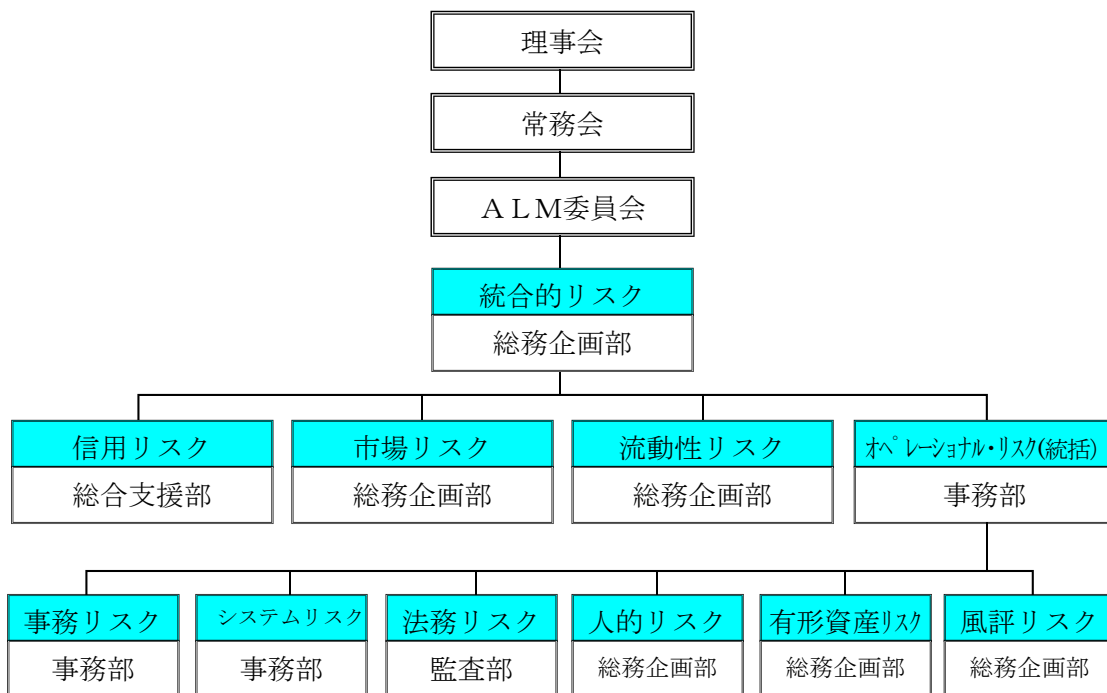 理事会
常務会
ＡＬＭ委員会
統合的リスク
総務企画部
信用リスク
総合支援部
市場リスク
総務企画部
流動性リスク
総務企画部
ｵﾍﾟﾚｰｼｮﾅﾙ・ﾘｽｸ(統括)
事務部
事務リスク
事務部
システムリスク
事務部
法務リスク
監査部
人的リスク
総務企画部
有形資産ﾘｽｸ
総務企画部
風評リスク
総務企画部